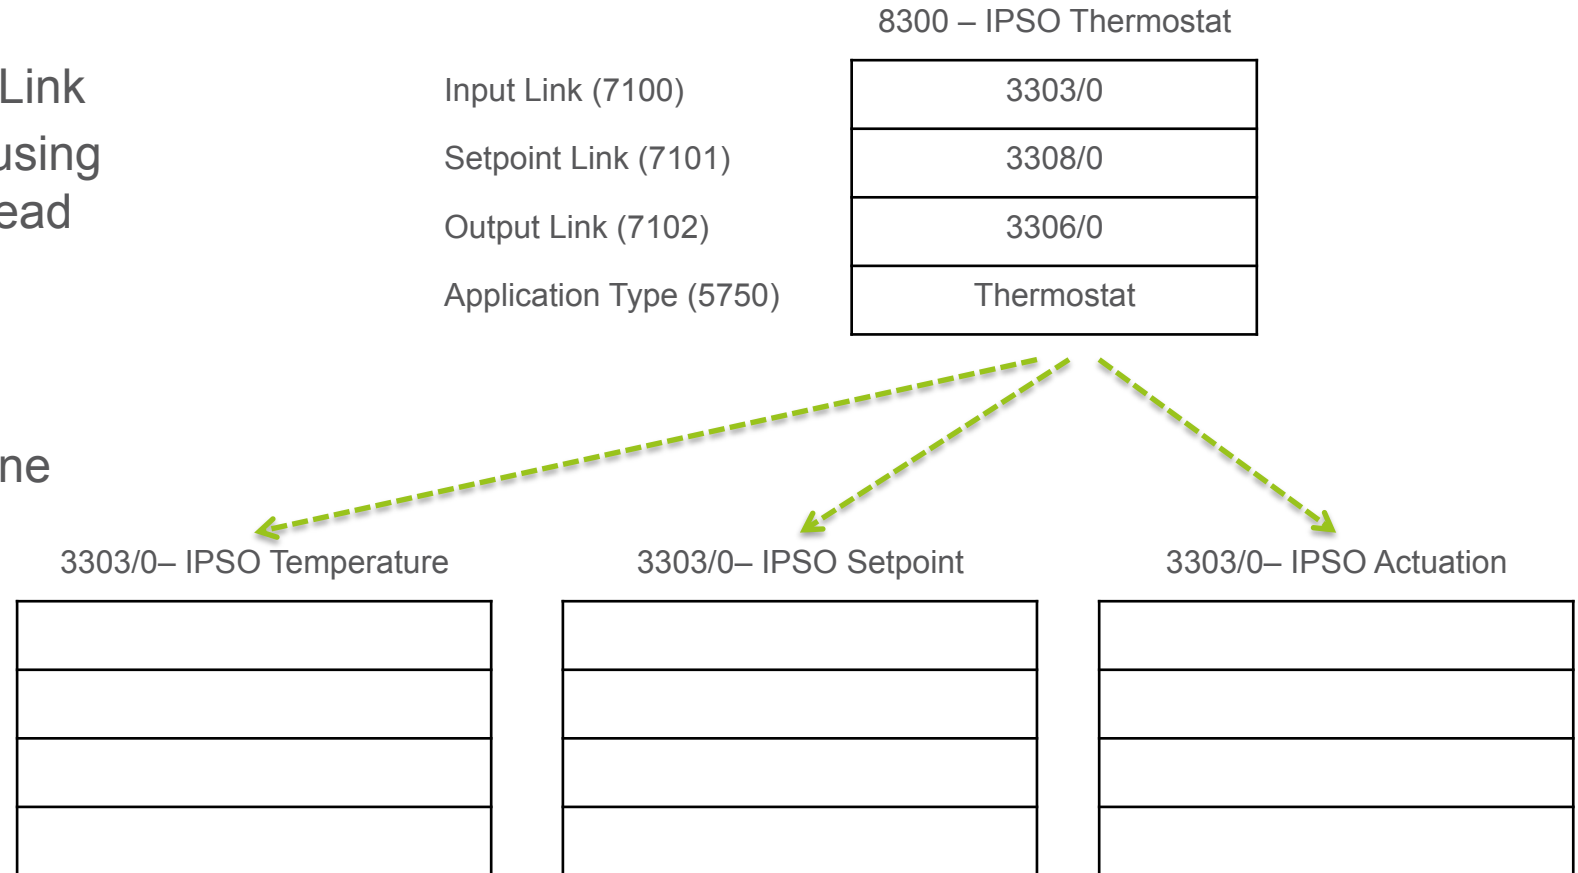 8300 – IPSO Thermostat
Link
using
ead
ne
Input Link (7100)
3303/0
Setpoint Link (7101)
3308/0
Output Link (7102)
3306/0
Application Type (5750)
Thermostat
3303/0– IPSO Temperature
3303/0– IPSO Setpoint
3303/0– IPSO Actuation